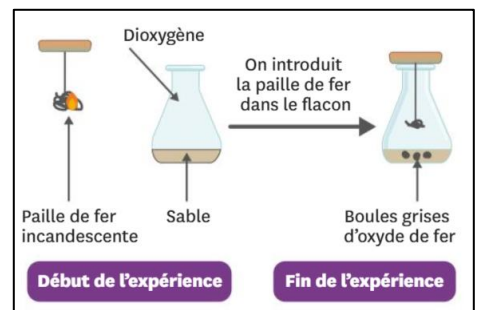 Dioxygène
On introduit
la paille de fer
dans le flacon
Paille de fer
incandescente
Sable
Boules grises
d'oxyde de fer
Début de l'expérience
Fin de l'expérience